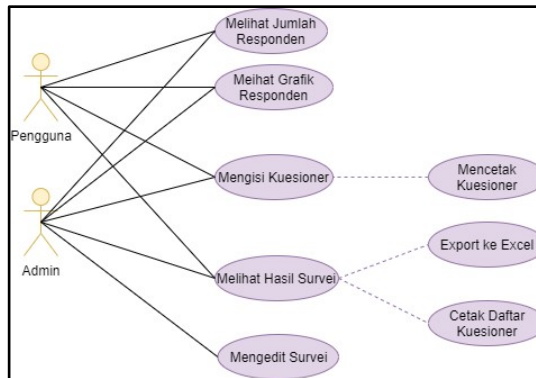 Melihat Jumlah
Responden
Meihat Grafik
Responden
Pengguna
Mengisi Kuesioner
Mencetak
Kuesioner
Export ke Excel
Admin
Melihat Hasil Survei
Cetak Daftar
Kuesioner
Mengedit Survei